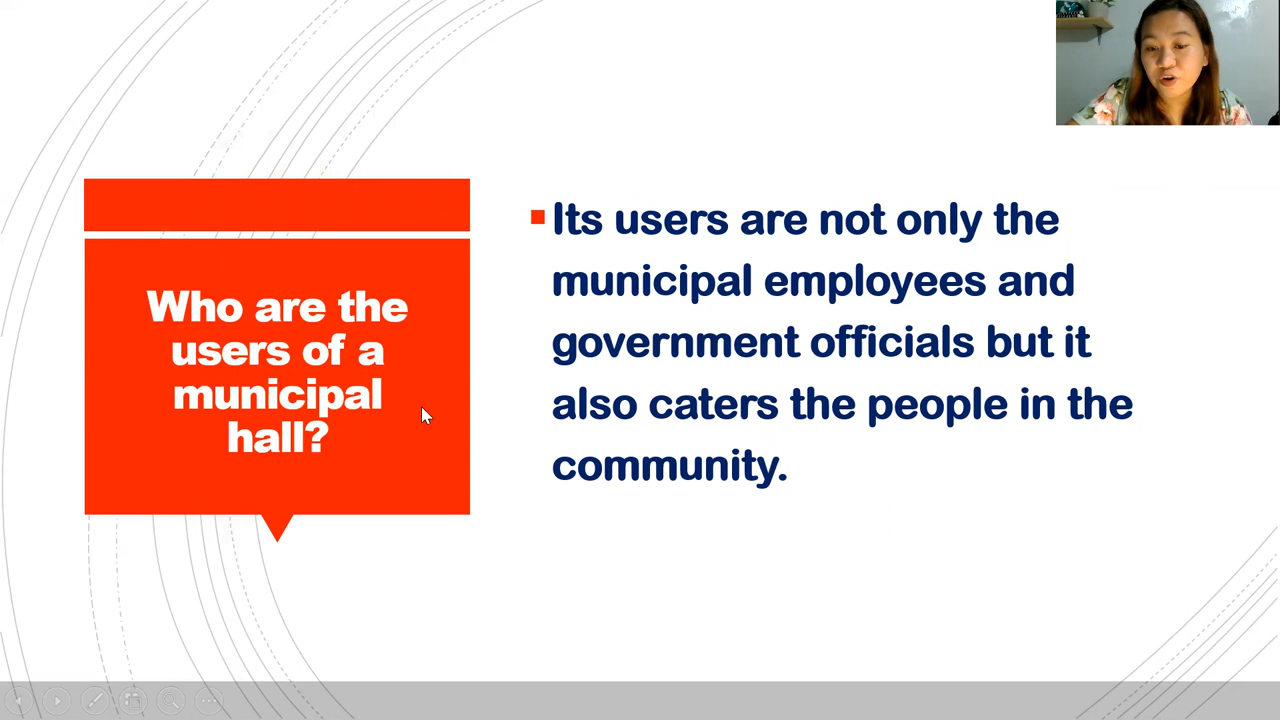 Who are the
users of a
municipal
hall?
Its users are not only the
municipal employees and
government officials but it
also caters the people in the
community.